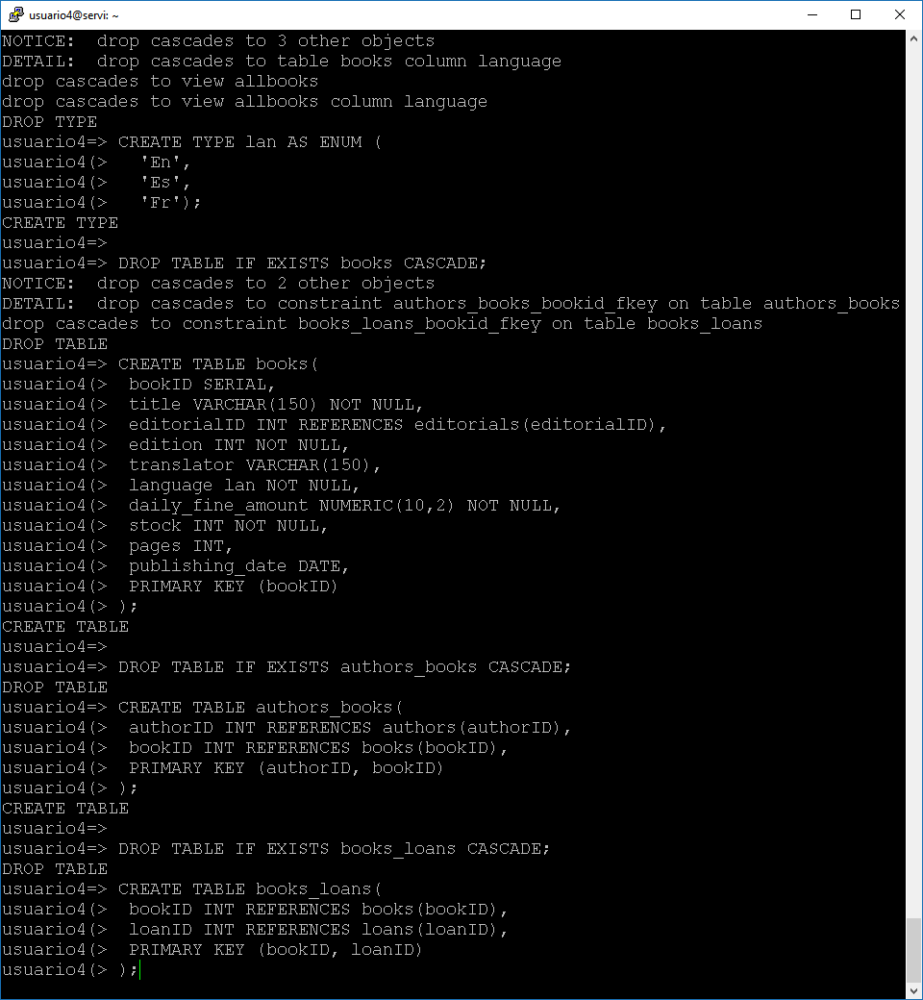 usuario4@servi: ~
NOTICE:  drop cascades to 3 other objects
DETAIL:  drop cascades to table books column language
drop cascades to view allbooks
drop cascades to view allbooks column language
DROP TYPE
usuario4=> CREATE TYPE lan AS ENUM (
usuario4(>   'En',
usuario4(>   'Es',
usuario4(>   'Fr');
CREATE TYPE
usuario4=>
usuario4=> DROP TABLE IF EXISTS books CASCADE;
NOTICE:  drop cascades to 2 other objects
DETAIL:  drop cascades to constraint authors_books_bookid_fkey on table authors_books
drop cascades to constraint books_loans_bookid_fkey on table books_loans
DROP TABLE
usuario4=> CREATE TABLE books(
usuario4(>  bookID SERIAL,
usuario4(>  title VARCHAR(150) NOT NULL,
usuario4(>  editorialID INT REFERENCES editorials(editorialID),
usuario4(>  edition INT NOT NULL,
usuario4(>  translator VARCHAR(150),
usuario4(>  language lan NOT NULL,
usuario4(>  daily_fine_amount NUMERIC(10,2) NOT NULL,
usuario4(>  stock INT NOT NULL,
usuario4(>  pages INT,
usuario4(>  publishing_date DATE,
usuario4(>  PRIMARY KEY (bookID)
usuario4(> );
CREATE TABLE
usuario4=>
usuario4=> DROP TABLE IF EXISTS authors_books CASCADE;
DROP TABLE
usuario4=> CREATE TABLE authors_books(
usuario4(>  authorID INT REFERENCES authors(authorID),
usuario4(>  bookID INT REFERENCES books(bookID),
usuario4(>  PRIMARY KEY (authorID, bookID)
usuario4(> );
CREATE TABLE
usuario4=>
usuario4=> DROP TABLE IF EXISTS books_loans CASCADE;
DROP TABLE
usuario4=> CREATE TABLE books_loans(
usuario4(>  bookID INT REFERENCES books(bookID),
usuario4(>  loanID INT REFERENCES loans(loanID),
usuario4(>  PRIMARY KEY (bookID, loanID)
usuario4(> );